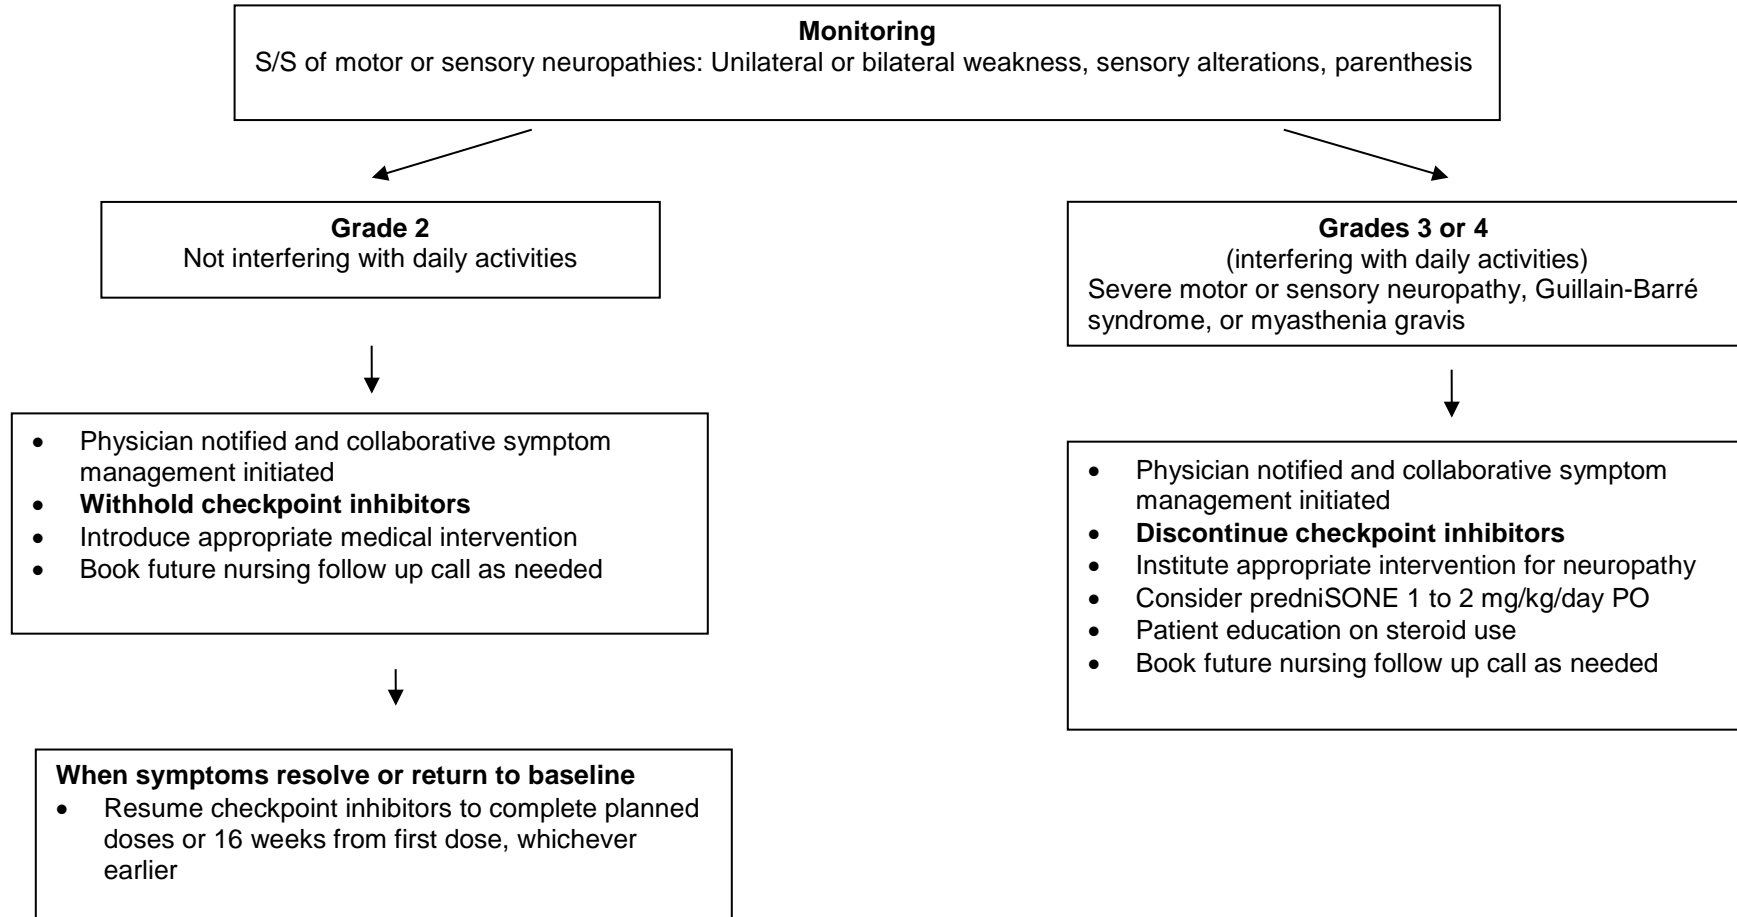 Monitoring
S/S of motor or sensory neuropathies: Unilateral or bilateral weakness, sensory alterations, parenthesis
Grade 2
Not interfering with daily activities
Grades 3 or 4
(interfering with daily activities)
Severe motor or sensory neuropathy, Guillain-Barré
syndrome, or myasthenia gravis
• Physician notified and collaborative symptom
management initiated
• Withhold checkpoint inhibitors
• Introduce appropriate medical intervention
• Book future nursing follow up call as needed
• Physician notified and collaborative symptom
management initiated
• Discontinue checkpoint inhibitors
• Institute appropriate intervention for neuropathy
• Consider predniSONE 1 to 2 mg/kg/day PO
• Patient education on steroid use
• Book future nursing follow up call as needed
When symptoms resolve or return to baseline
• Resume checkpoint inhibitors to complete planned
doses or 16 weeks from first dose, whichever
earlier